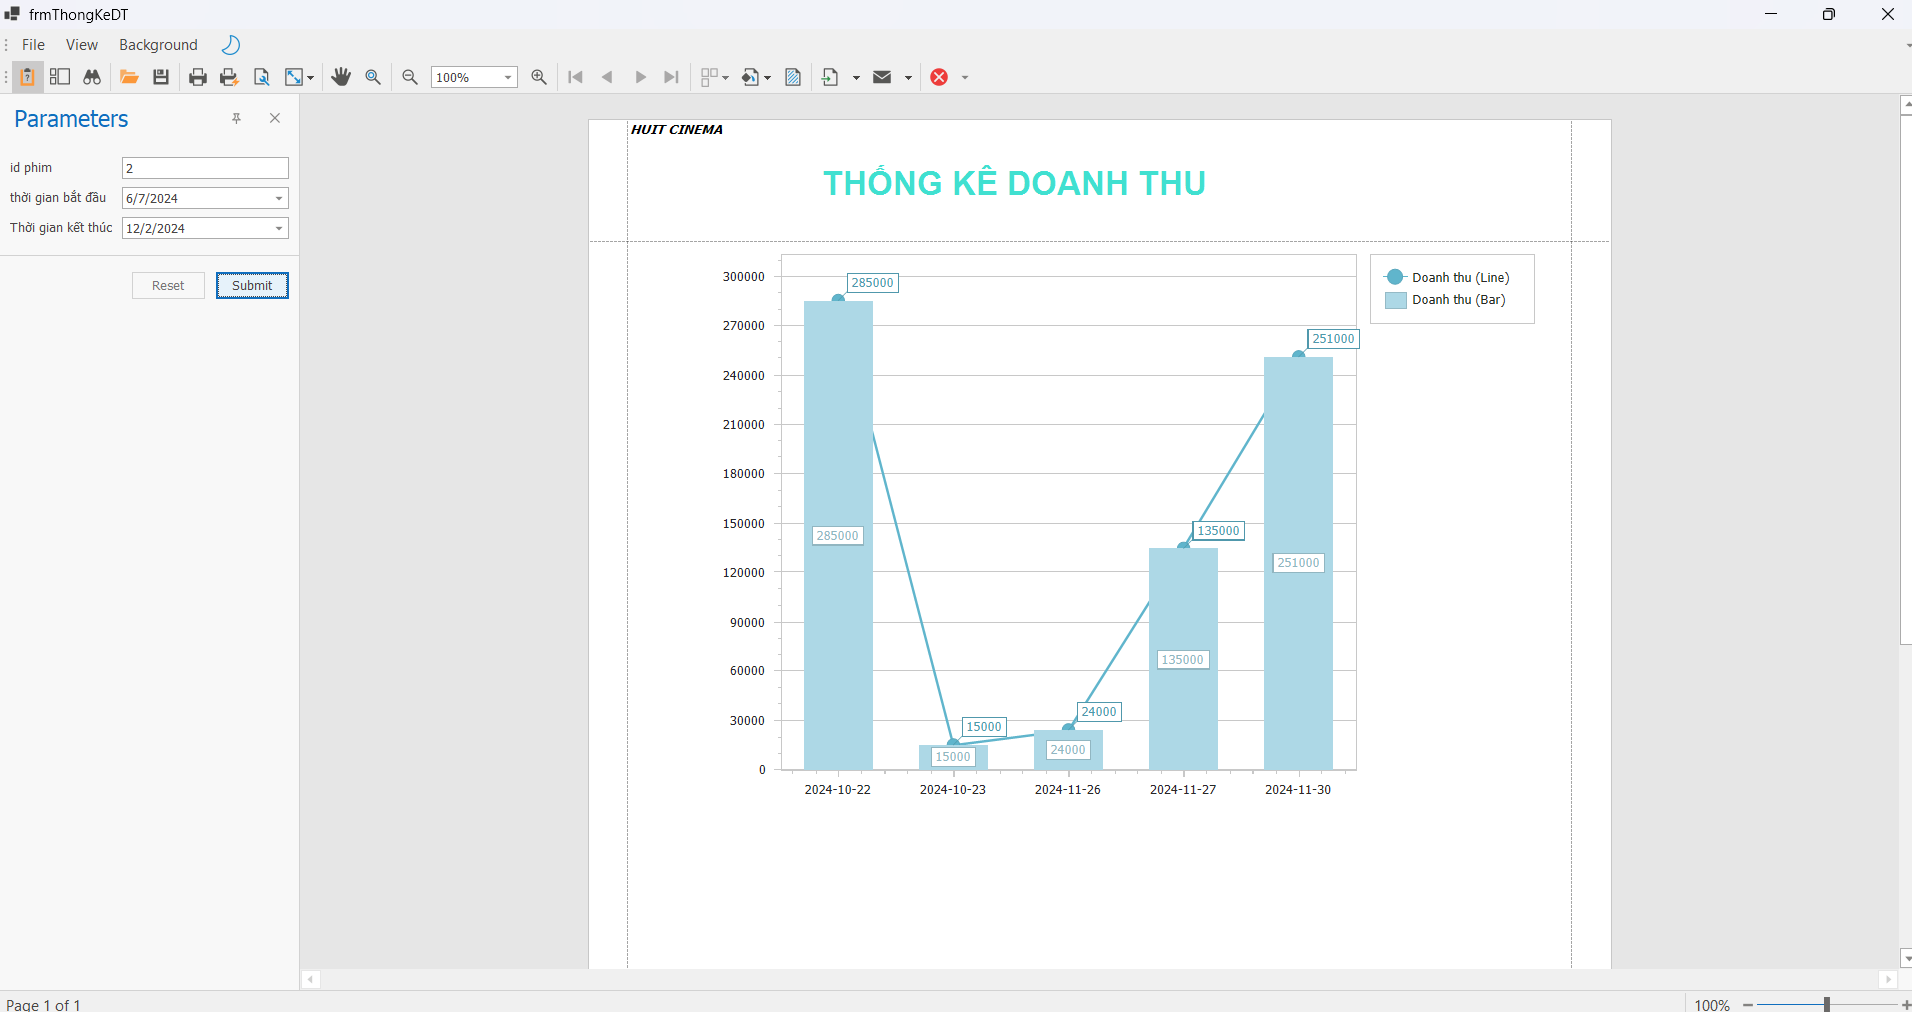 frmThongKeDT
File View Background
100%
Parameters
id phim 2
thời gian bắt đầu 6/7/2024
Thời gian kết thúc 12/2/2024
Reset Submit
HUIT CINEMA
THỐNG KÊ DOANH THU
300000
270000
240000
210000
180000
150000
120000
90000
60000
30000
0
285000
285000
15000
15000
24000
24000
135000
135000
251000
251000
2024-10-22 2024-10-23 2024-11-26 2024-11-27 2024-11-30
Doanh thu (Line)
Doanh thu (Bar)
Page 1 of 1
100%